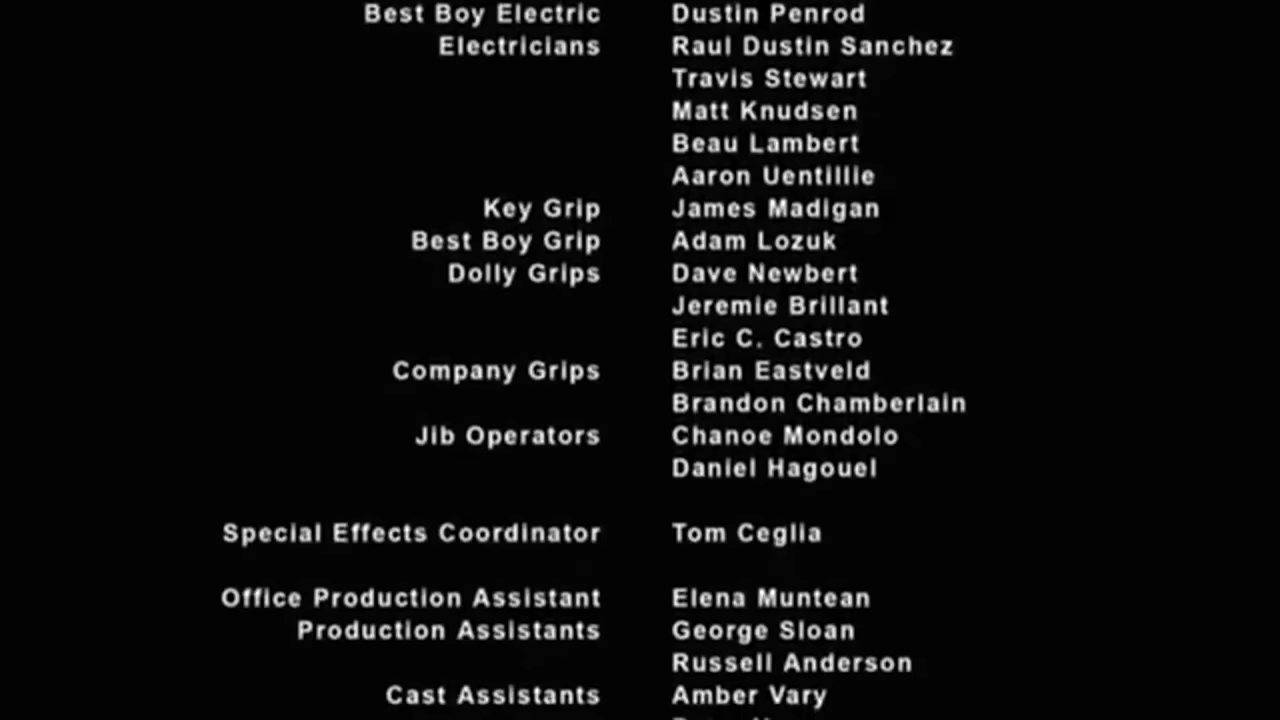 Best Boy Electric Dustin Penrod
Electricians Raul Dustin Sanchez
Travis Stewart
Matt Knudsen
Beau Lambert
Aaron Uentillie
Key Grip James Madigan
Best Boy Grip Adam Lozuk
Dolly Grips Dave Newbert
Jeremie Brillant
Eric C. Castro
Company Grips Brian Eastveld
Brandon Chamberlain
Jib Operators Chanoe Mondolo
Daniel Hagouel
Special Effects Coordinator Tom Ceglia
Office Production Assistant Elena Muntean
Production Assistants George Sloan
Russell Anderson
Cast Assistants Amber Vary